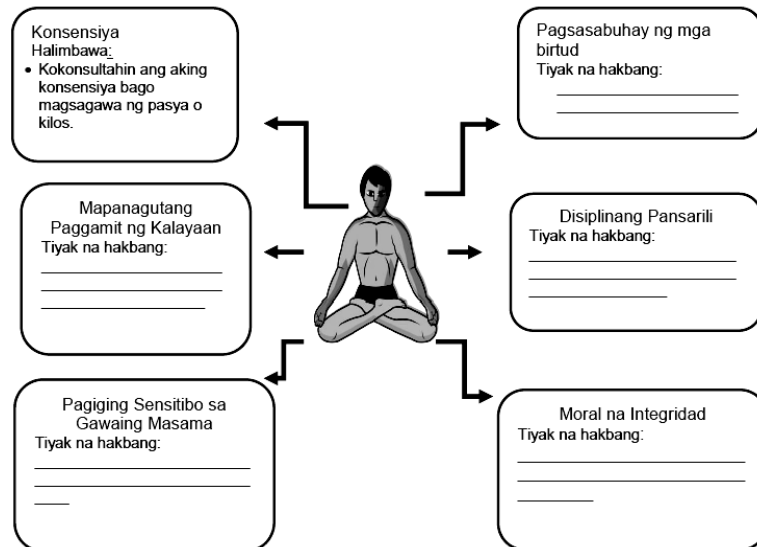 Konsensiya
Halimbawa:
• Kokonsultahin ang aking
konsensiya bago
magsagawa ng pasya o
kilos.
Pagsasabuhay ng mga
birtud
Tiyak na hakbang:
Mapanagutang
Paggamit ng Kalayaan
Tiyak na hakbang:
Disiplinang Pansarili
Tiyak na hakbang:
Pagiging Sensitibo sa
Gawaing Masama
Tiyak na hakbang:
Moral na Integridad
Tiyak na hakbang: